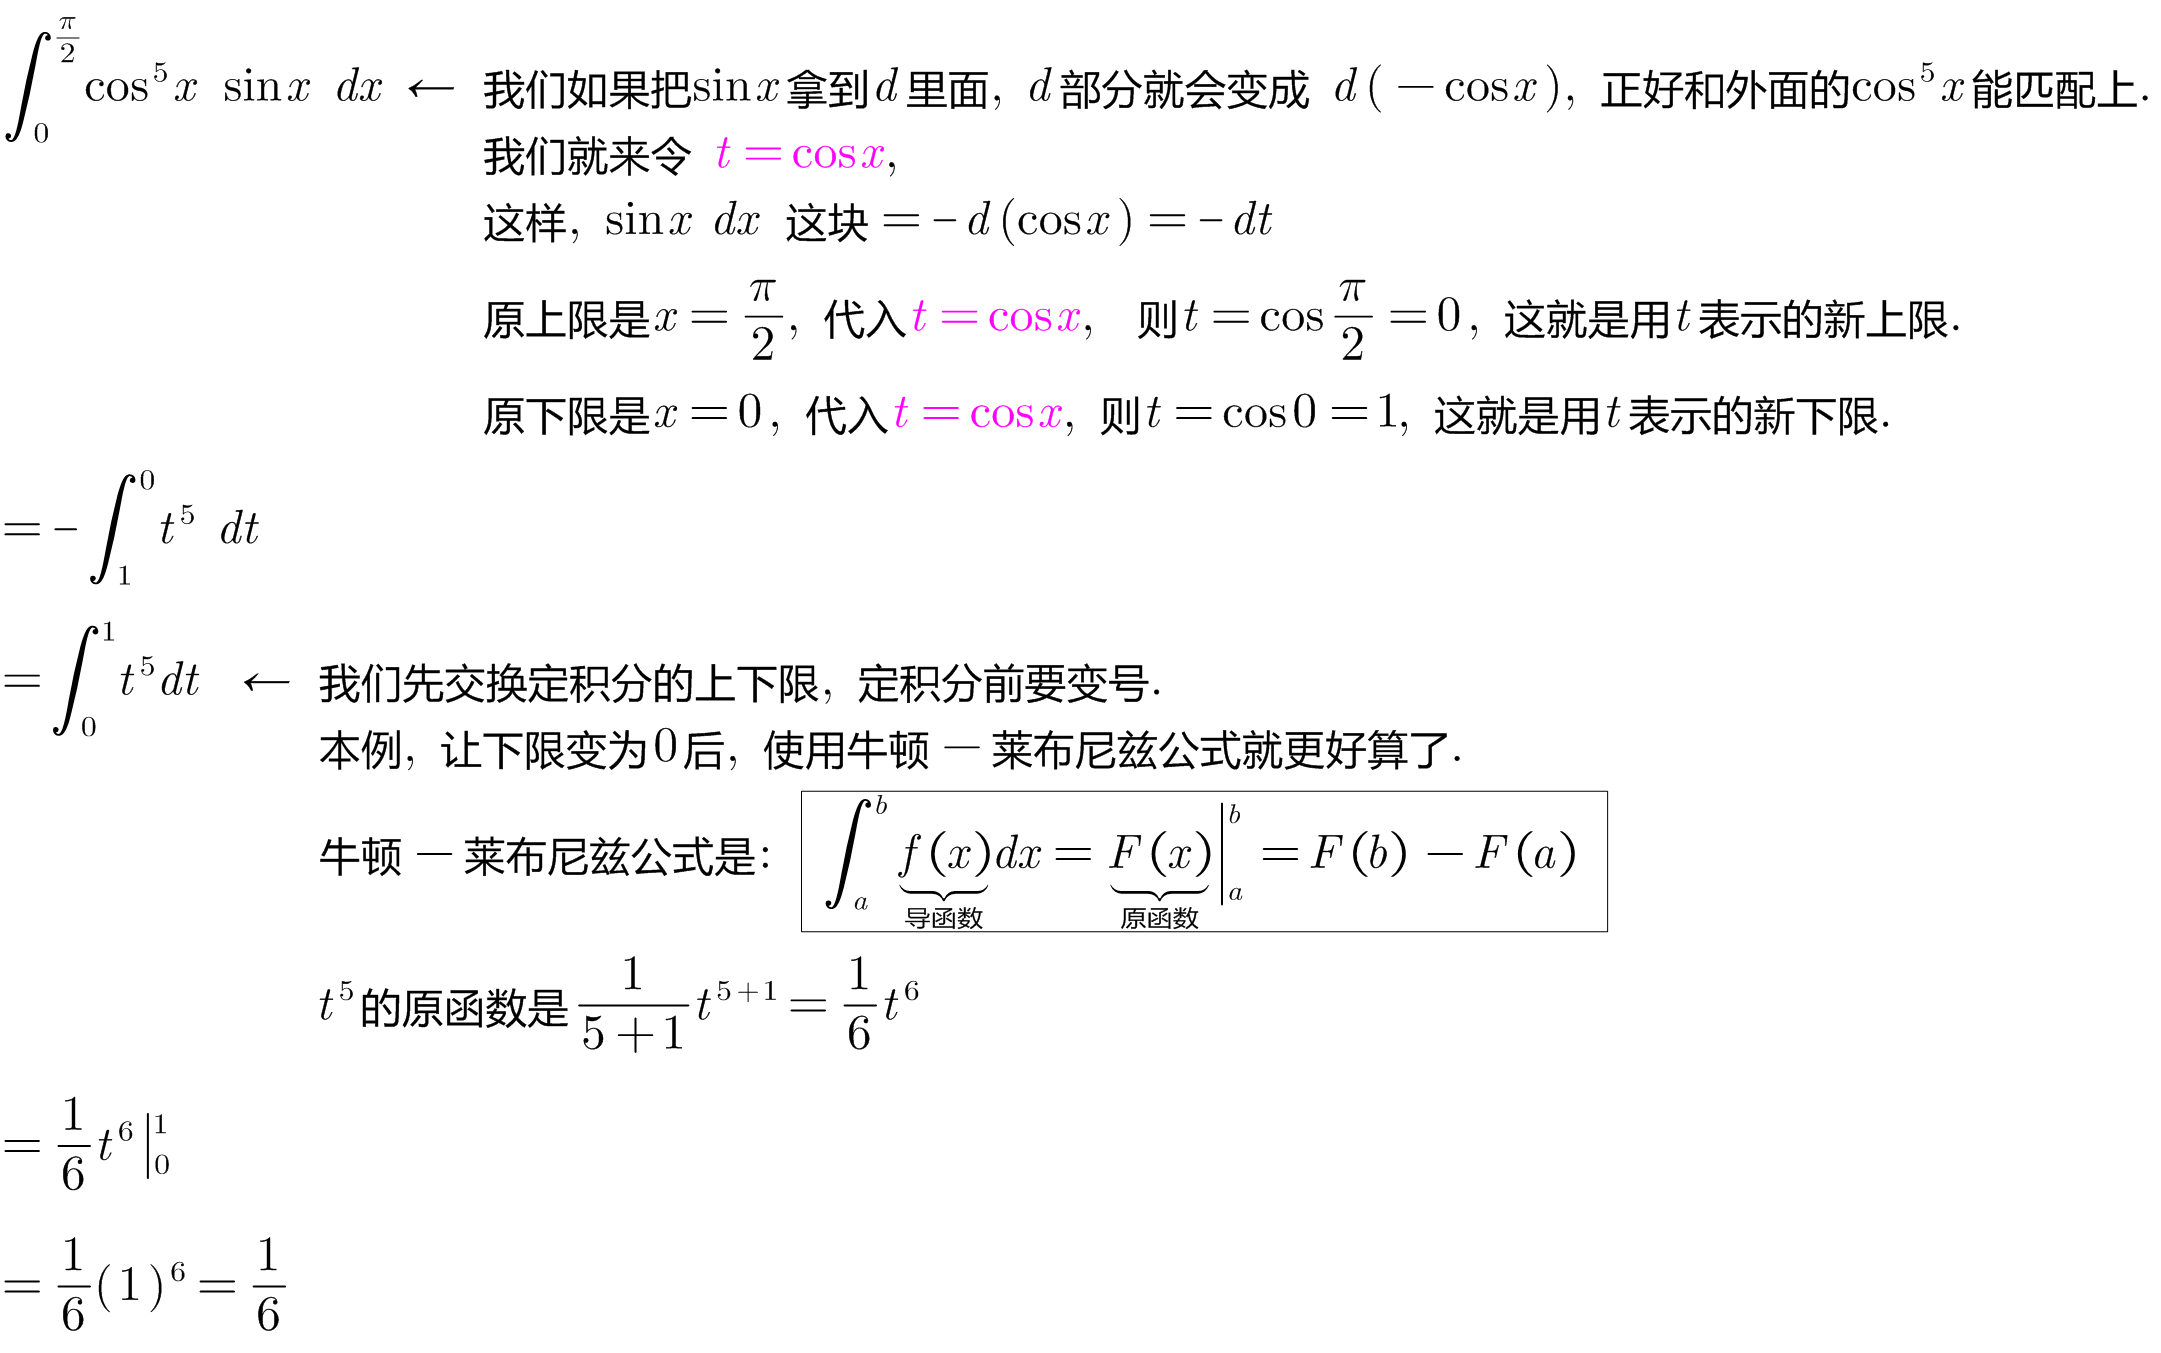 $\int_0^{\frac{\pi}{2}} \cos^5 x \ \sin x \ dx$ ← 我们如果把$\sin x$拿到$d$里面, $d$部分就会变成 $d(-\cos x)$, 正好和外面的$\cos^5 x$能匹配上.
我们就来令 $t=\cos x$,
这样, $\sin x \ dx$ 这块 $=-d(\cos x)=-dt$
原上限是$x=\frac{\pi}{2}$, 代入$t=\cos x$, 则$t=\cos\frac{\pi}{2}=0$, 这就是用$t$表示的新上限.
原下限是$x=0$, 代入$t=\cos x$, 则$t=\cos 0=1$, 这就是用$t$表示的新下限.
$=-\int_1^0 t^5 \ dt$
$=\int_0^1 t^5 dt$ ← 我们先交换定积分的上下限, 定积分前要变号.
本例, 让下限变为0后, 使用牛顿－莱布尼兹公式就更好算了.
牛顿－莱布尼兹公式是: $\int_a^b \underbrace{f(x)}_{导函数}dx=\underbrace{F(x)}_{原函数}\Big|_a^b=F(b)-F(a)$
$t^5$的原函数是$\frac{1}{5+1}t^{5+1}=\frac{1}{6}t^6$
$=\frac{1}{6}t^6\Big|_0^1$
$=\frac{1}{6}(1)^6=\frac{1}{6}$